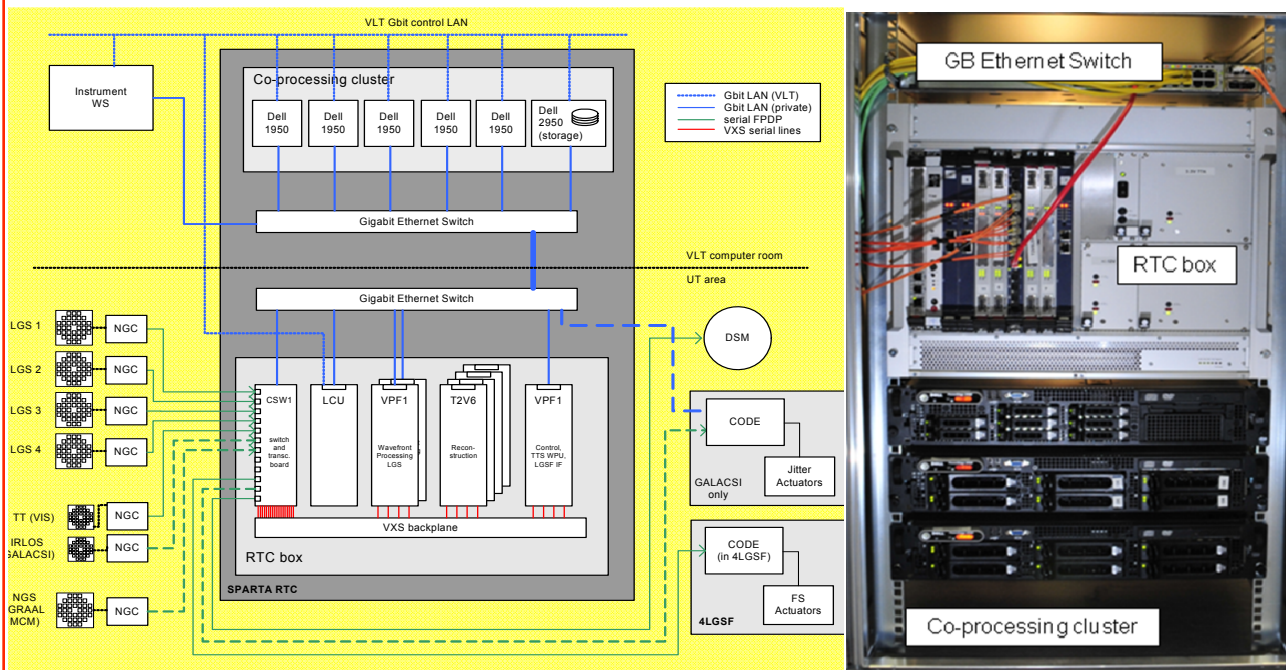 VLT Gbit control LAN
Instrument
WS
Co-processing cluster
Dell
1950
Dell
1950
Dell
1950
Dell
1950
Dell
1950
Dell
2950
(storage)
Gbit LAN (VLT)
Gbit LAN (private)
serial FPDP
VXS serial lines
Gigabit Ethernet Switch
VLT computer room
UT area
Gigabit Ethernet Switch
LGS 1
NGC
LGS 2
NGC
LGS 3
NGC
LGS 4
NGC
TT (VIS)
NGC
IRLOS
GALACSI)
NGC
NGS
GRAAL
MCM)
NGC
CSW1
switch
and
transc.
board
LCU
VPF1
Wavefront
Processing
LGS
T2V6
Recon-
struction
VPF1
Control,
TTS WPU,
LGSF IF
VXS backplane
RTC box
SPARTA RTC
DSM
CODE
Jitter
Actuators
GALACSI
only
CODE
(in 4LGSF)
FS
Actuators
4LGSF
GB Ethernet Switch
RTC box
Co-processing cluster